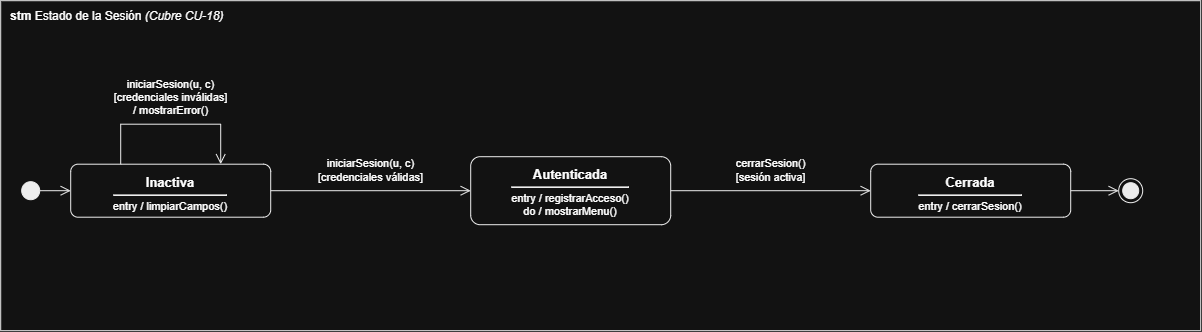 stm Estado de la Sesión (Cubre CU-18)
iniciarSesion(u, c)
[credenciales inválidas]
/ mostrarError()
Inactiva
entry / limpiarCampos()
iniciarSesion(u, c)
[credenciales válidas]
Autenticada
entry / registrarAcceso()
do / mostrarMenu()
cerrarSesion()
[sesión activa]
Cerrada
entry / cerrarSesion()